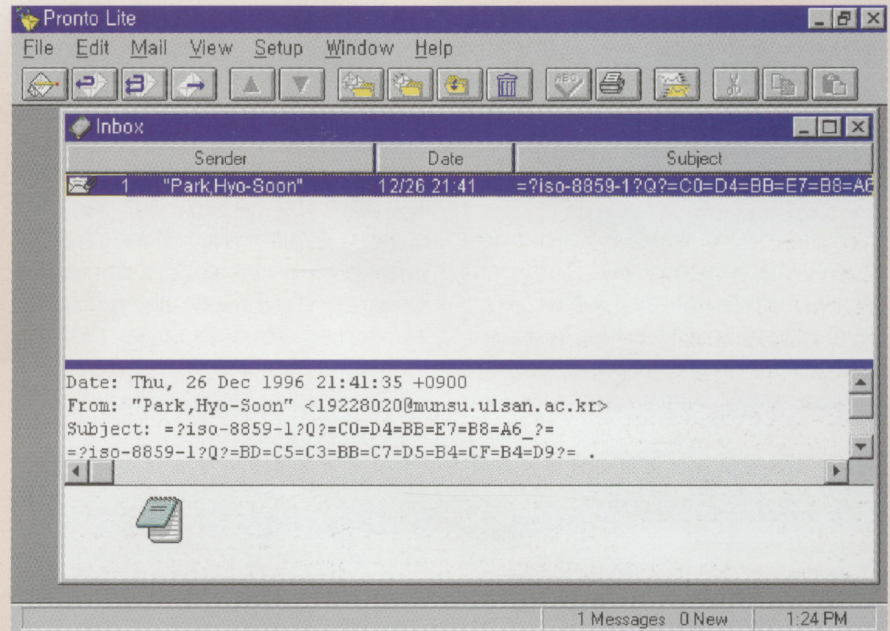 Pronto Lite
File Edit Mail View Setup Window Help
ABC
Inbox
Sender Date Subject
1 "Park,Hyo-Soon" 12/26 21:41 =?iso-8859-1?Q?=C0=D4=BB=E7=B8=A6
Date: Thu, 26 Dec 1996 21:41:35 +0900
From: "Park,Hyo-Soon" <19228020@munsu.ulsan.ac.kr>
Subject: =?iso-8859-1?Q?=C0=D4=BB=E7=B8=A6_?=
=?iso-8859-1?Q?=BD=C5=C3=BB=C7=D5=B4=CF=B4=D9?= .
1 Messages 0 New 1:24 PM